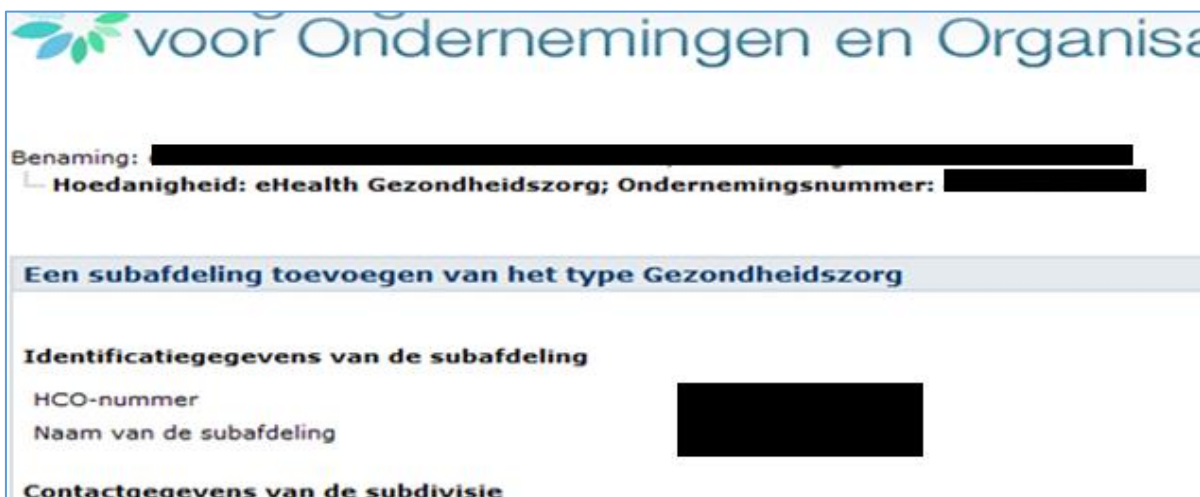 voor Ondernemingen en Organisa
Benaming:
Hoedanigheid: eHealth Gezondheidszorg; Ondernemingsnummer:
Een subafdeling toevoegen van het type Gezondheidszorg
Identificatiegegevens van de subafdeling
HCO-nummer
Naam van de subafdeling
Contactgegevens van de subdivisie